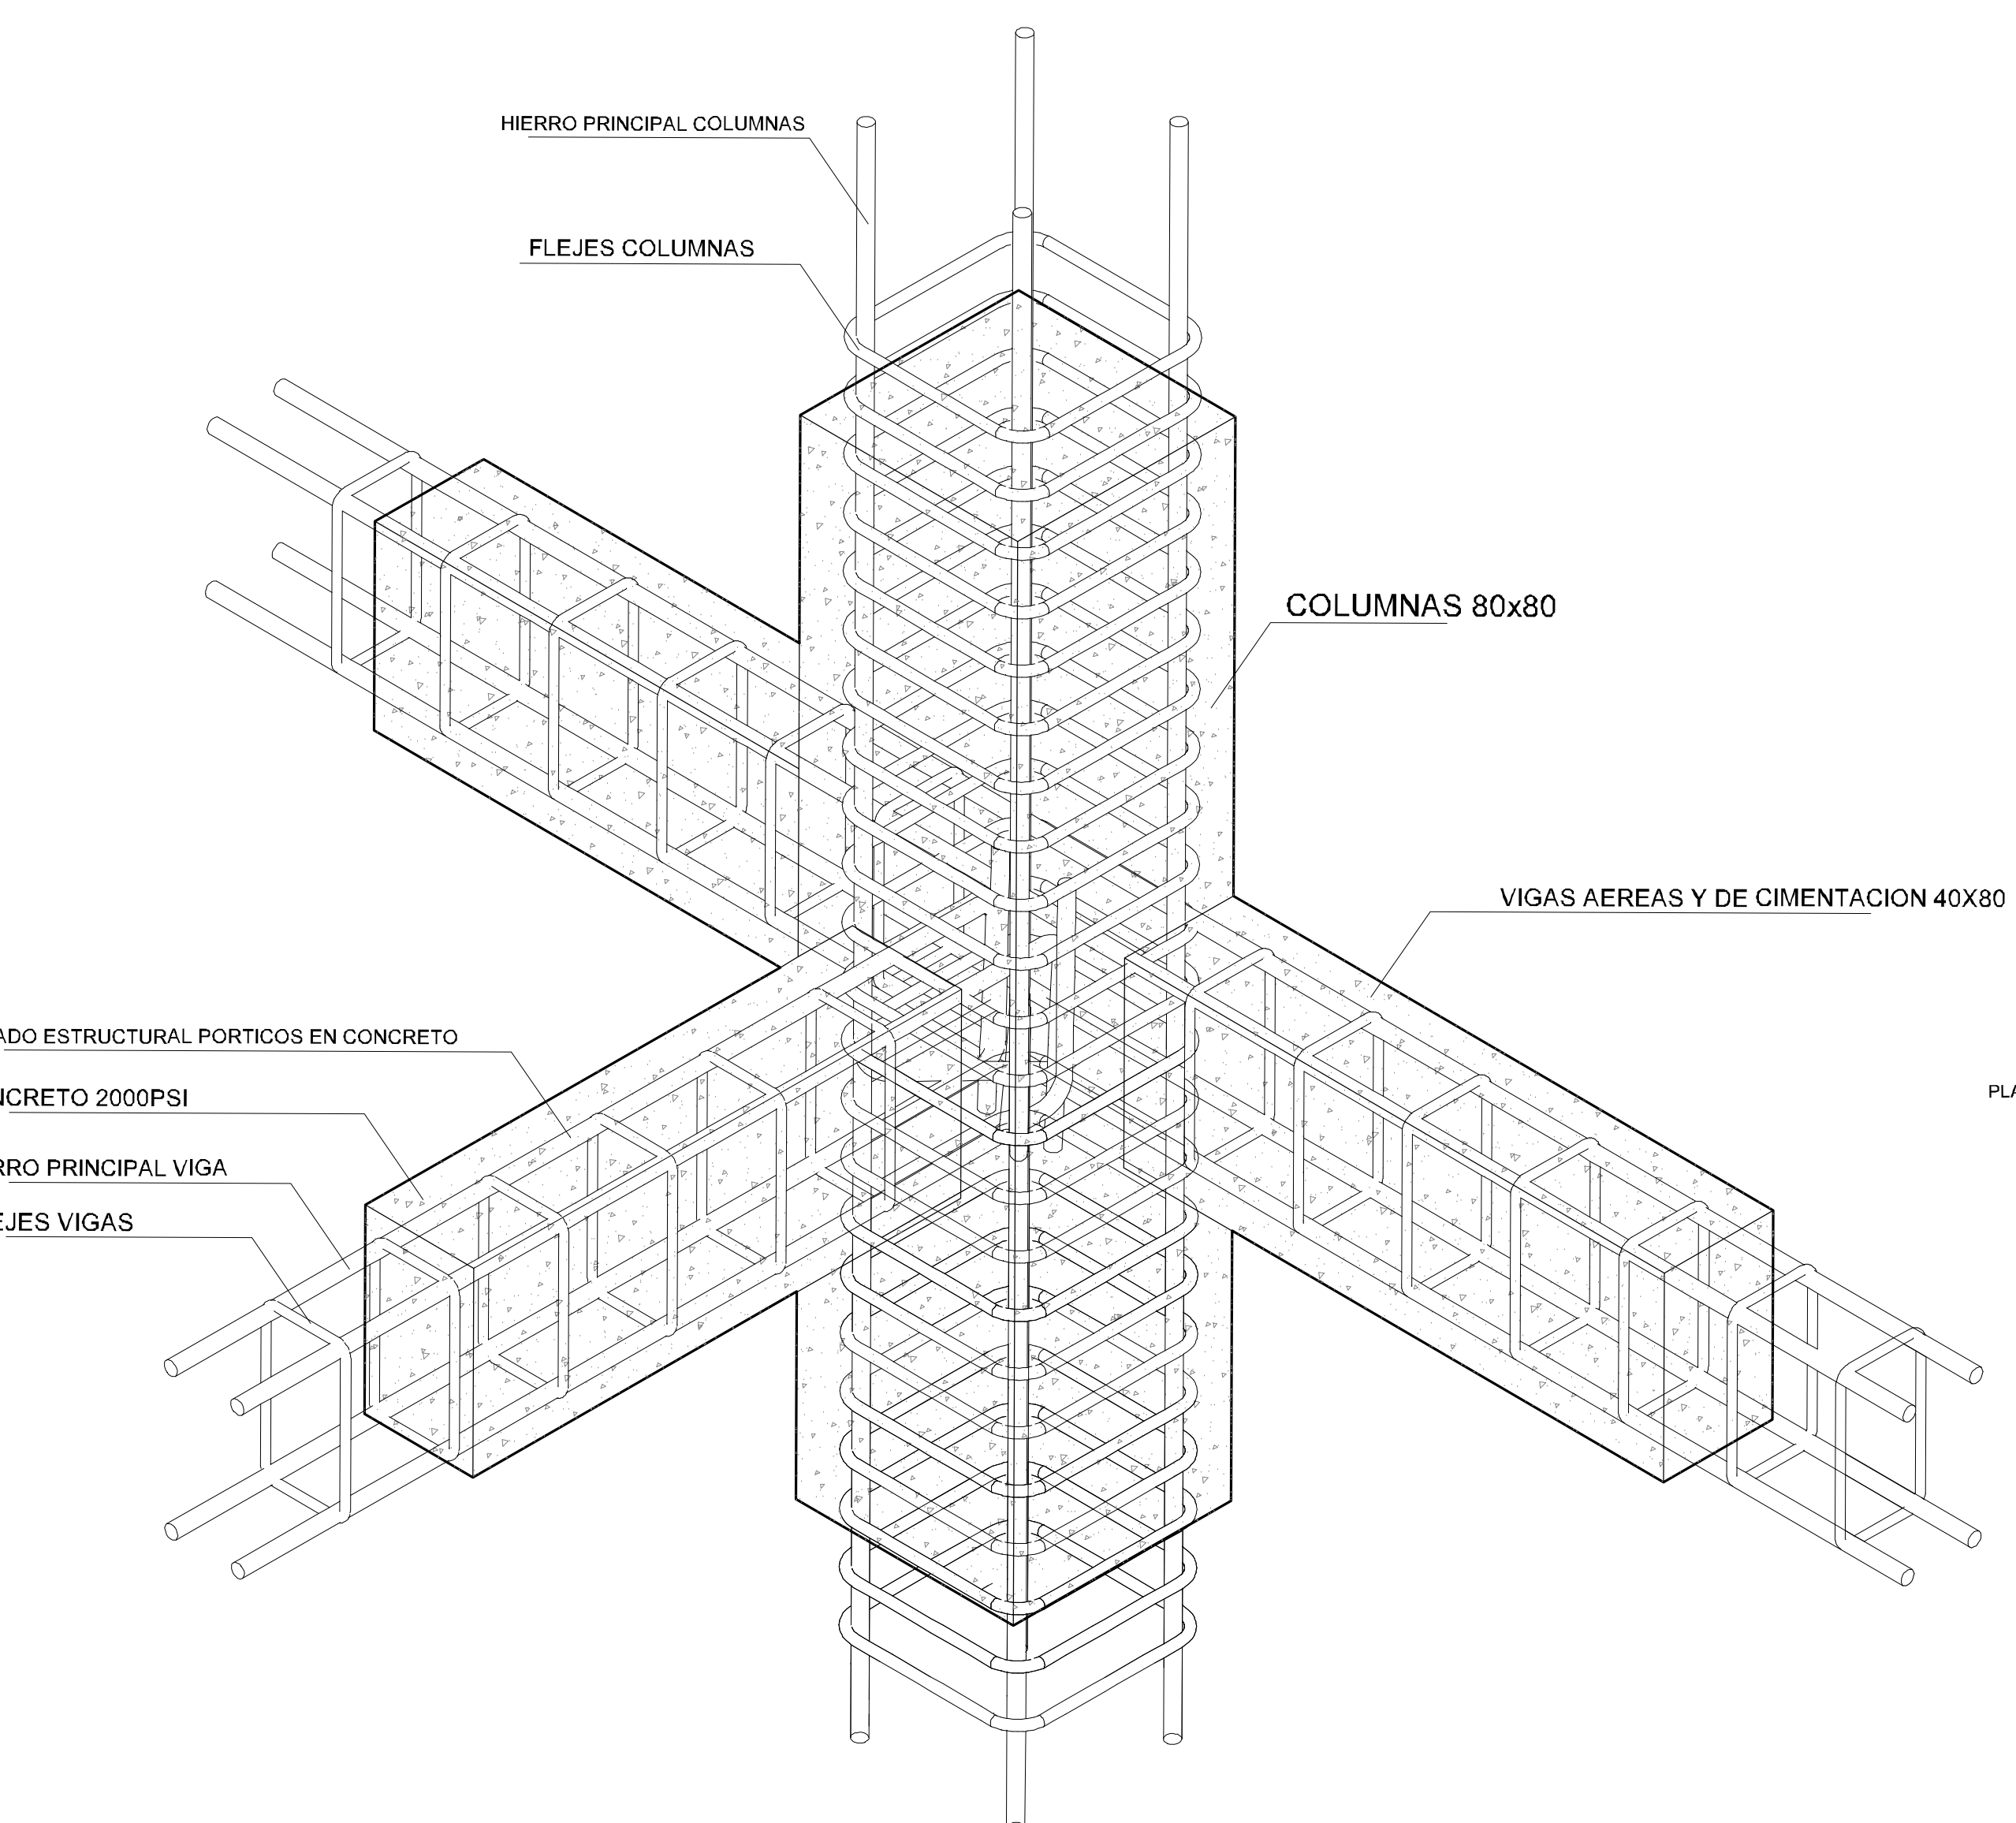 HIERRO PRINCIPAL COLUMNAS
FLEJES COLUMNAS
COLUMNAS 80x80
VIGAS AEREAS Y DE CIMENTACION 40X80
ADO ESTRUCTURAL PORTICOS EN CONCRETO
NCRETO 2000PSI
PLA
RRO PRINCIPAL VIGA
EJES VIGAS